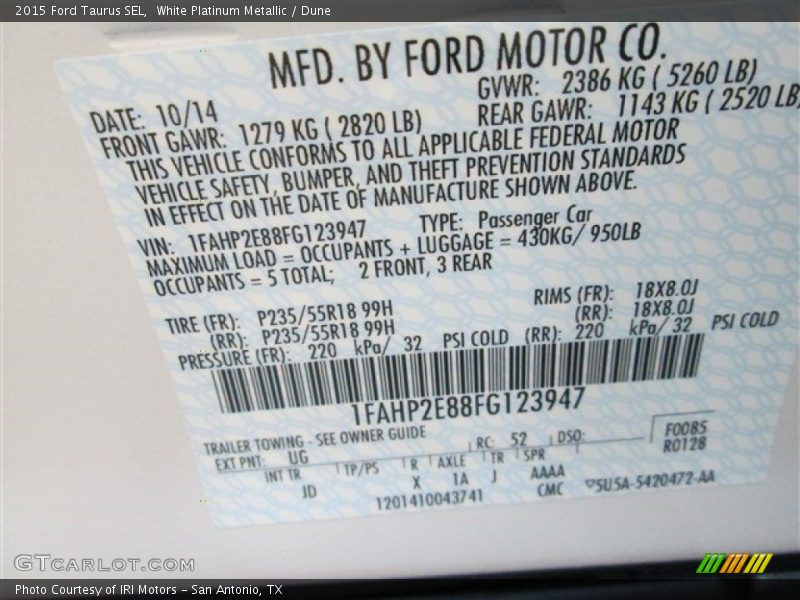 2015 Ford Taurus SEL,  White Platinum Metallic / Dune
MFD. BY FORD MOTOR CO.
DATE: 10/14 GVWR: 2386 KG ( 5260 LB)
FRONT GAWR: 1279 KG ( 2820 LB) REAR GAWR: 1143 KG ( 2520 LB)
THIS VEHICLE CONFORMS TO ALL APPLICABLE FEDERAL MOTOR
VEHICLE SAFETY, BUMPER, AND THEFT PREVENTION STANDARDS
IN EFFECT ON THE DATE OF MANUFACTURE SHOWN ABOVE.
VIN: 1FAHP2E88FG123947 TYPE: Passenger Car
MAXIMUM LOAD = OCCUPANTS + LUGGAGE = 430KG/ 950LB
OCCUPANTS = 5 TOTAL; 2 FRONT, 3 REAR
TIRE (FR): P235/55R18 99H RIMS (FR): 18X8.0J
(RR): P235/55R18 99H (RR): 18X8.0J
PRESSURE (FR): 220 kPa/ 32 PSI COLD (RR): 220 kPa/ 32 PSI COLD
1FAHP2E88FG123947
TRAILER TOWING - SEE OWNER GUIDE
EXT PNT: UG RC: 52 DSO: F0085
R0128
INT TR TP/PS R AXLE TR SPR
JD X 1A J AAAA
1201410043741 CMC 5U5A-5420472-AA
GTCarLot.com
Photo Courtesy of IRI Motors – San Antonio, TX